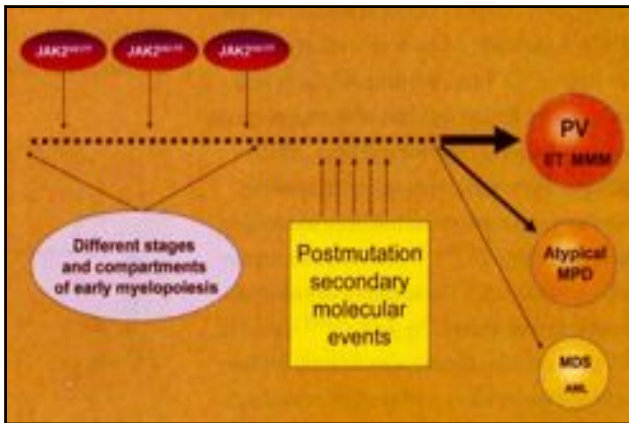 JAK2 JAK2 JAK2
PV
ET MMM
Different stages
and compartments
of early myelopoiesis
Postmutation
secondary
molecular
events
Atypical
MPD
MDS
AML